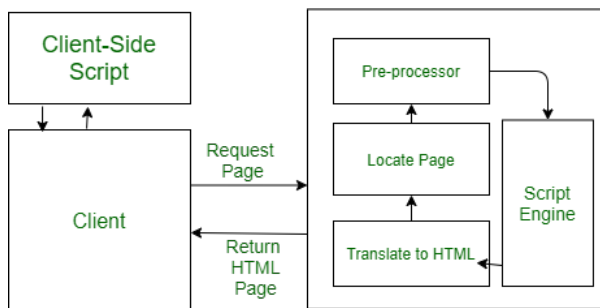 Client-Side
Script
Client
Request
Page
Return
HTML
Page
Pre-processor
Locate Page
Translate to HTML
Script
Engine